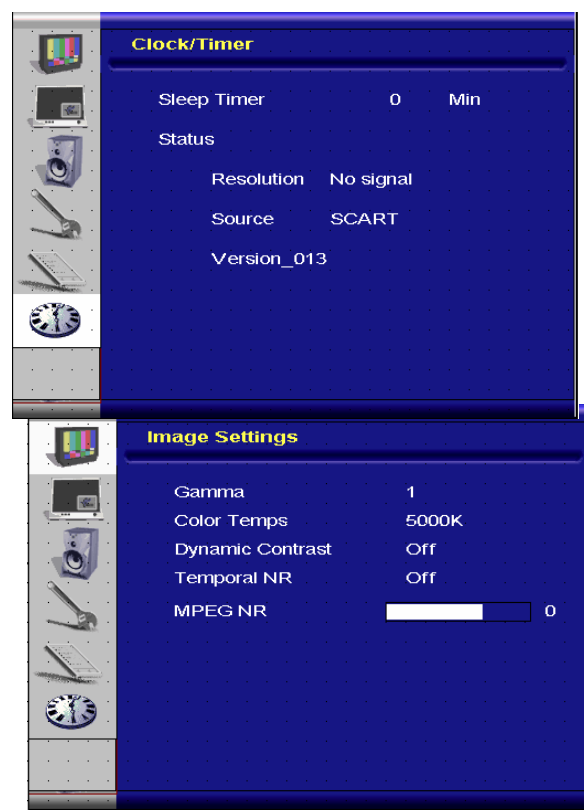 Clock/Timer
Sleep Timer 0 Min
Status
Resolution No signal
Source SCART
Version_013
Image Settings
Gamma 1
Color Temps 5000K
Dynamic Contrast Off
Temporal NR Off
MPEG NR 0